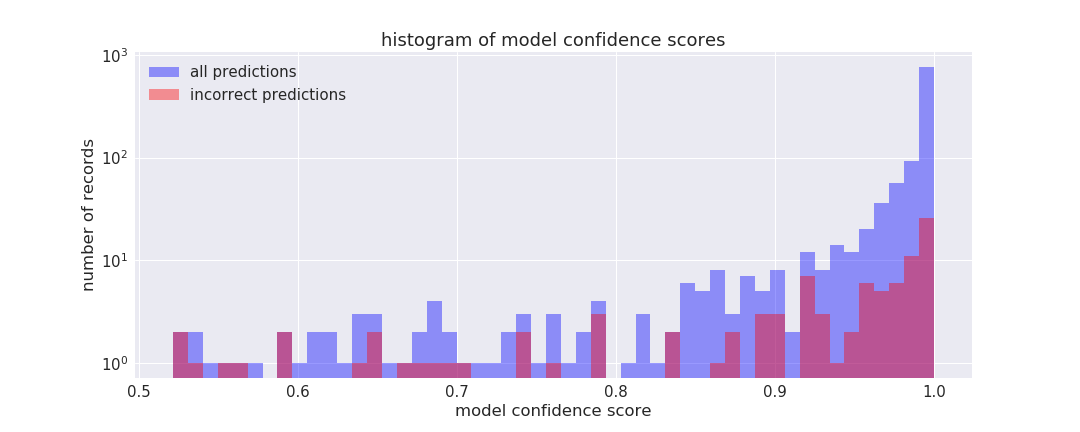 histogram of model confidence scores
all predictions
incorrect predictions
number of records
10³
10²
10¹
10⁰
0.5 0.6 0.7 0.8 0.9 1.0
model confidence score